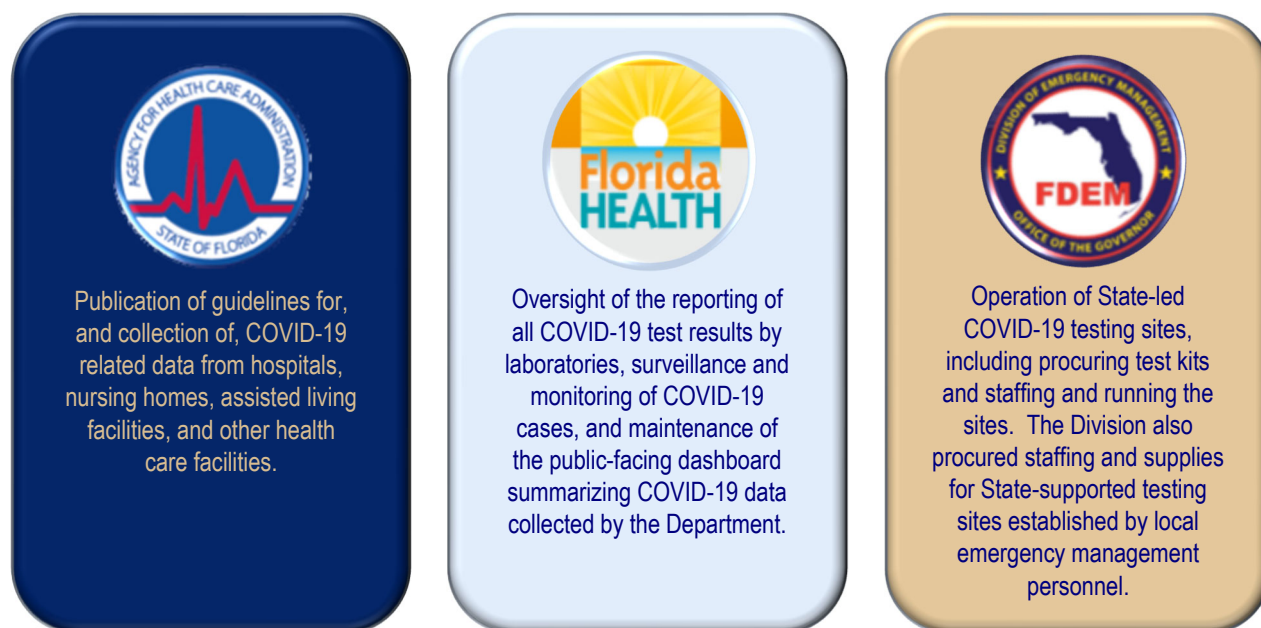 AGENCY FOR HEALTH CARE ADMINISTRATION
STATE OF FLORIDA
Publication of guidelines for,
and collection of, COVID-19
related data from hospitals,
nursing homes, assisted living
facilities, and other health
care facilities.
Florida
HEALTH
Oversight of the reporting of
all COVID-19 test results by
laboratories, surveillance and
monitoring of COVID-19
cases, and maintenance of
the public-facing dashboard
summarizing COVID-19 data
collected by the Department.
DIVISION OF EMERGENCY MANAGEMENT
FDEM
OFFICE OF THE GOVERNOR
Operation of State-led
COVID-19 testing sites,
including procuring test kits
and staffing and running the
sites.  The Division also
procured staffing and supplies
for State-supported testing
sites established by local
emergency management
personnel.